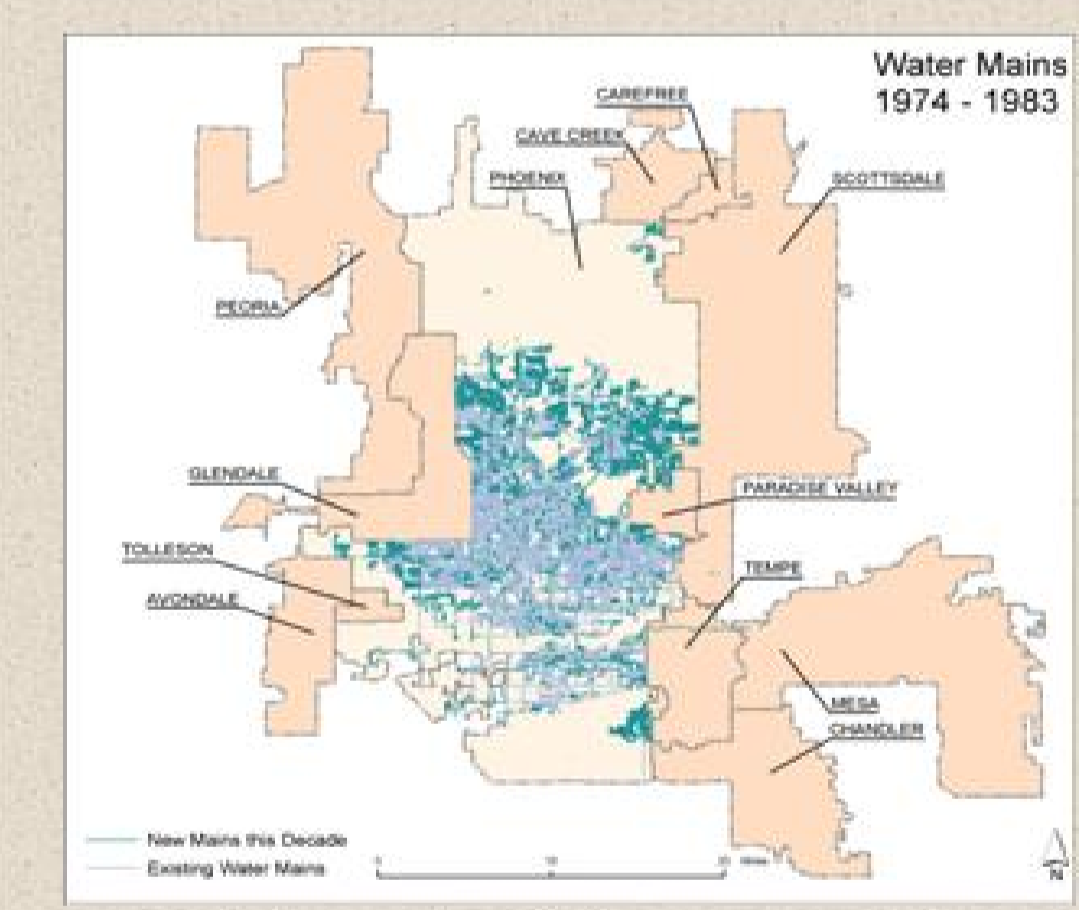 Water Mains
1974 - 1983
CAREFREE
CAVE CREEK
PHOENIX
SCOTTSDALE
PEORIA
GLENDALE
PARADISE VALLEY
TOLLESON
TEMPE
AVONDALE
MESA
CHANDLER
New Mains this Decade
Existing Water Mains
N